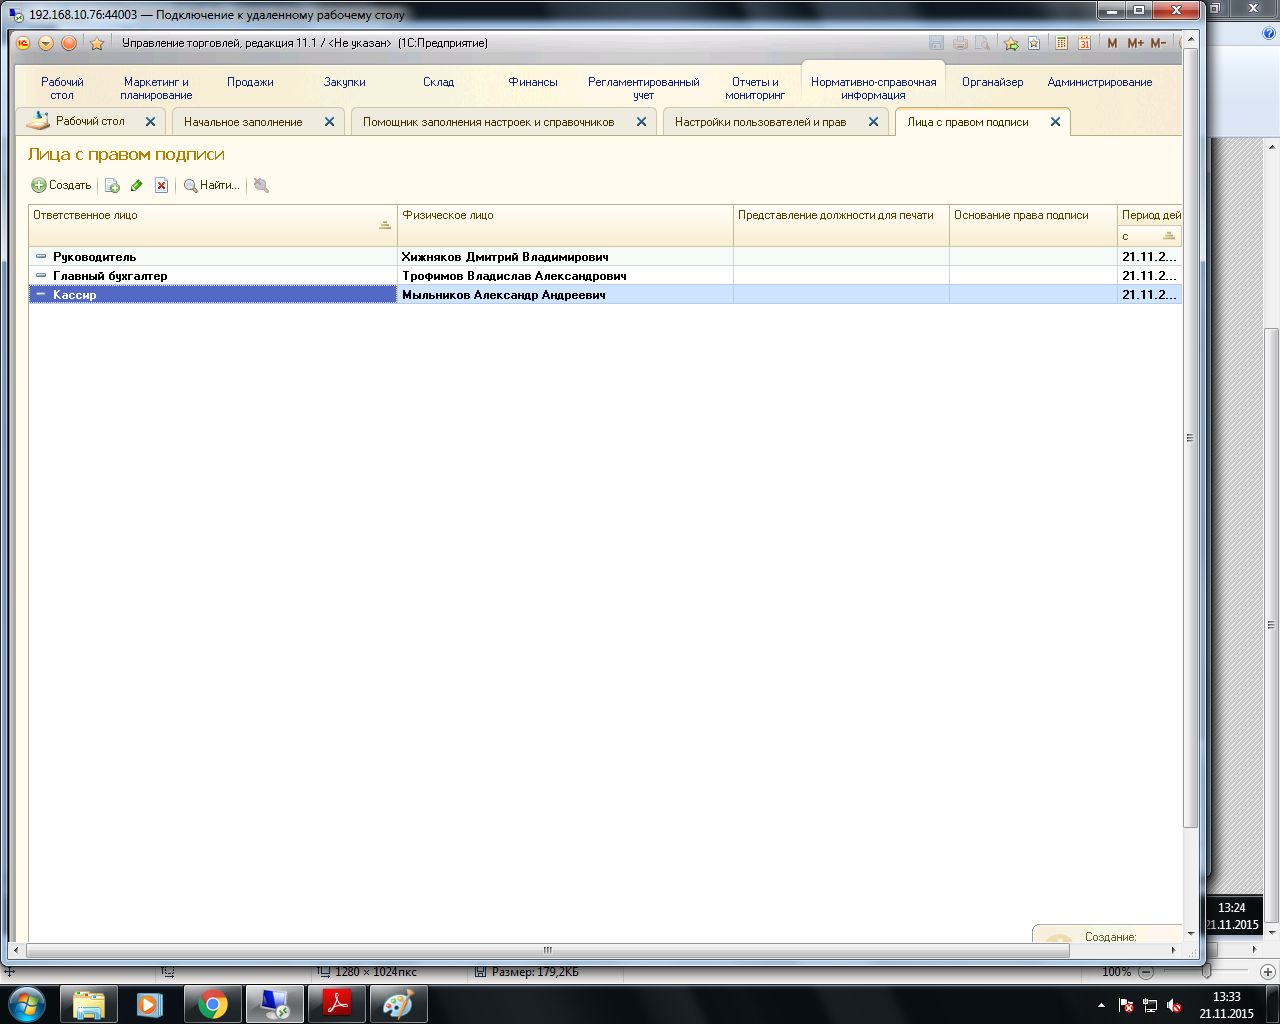 192.168.10.76:44003 — Подключение к удаленному рабочему столу
Управление торговлей, редакция 11.1 / <Не указан> (1С:Предприятие)
M M+ M-
Рабочий стол
Маркетинг и планирование
Продажи
Закупки
Склад
Финансы
Регламентированный учет
Отчеты и мониторинг
Нормативно-справочная информация
Органайзер
Администрирование
Рабочий стол
Начальное заполнение
Помощник заполнения настроек и справочников
Настройки пользователей и прав
Лица с правом подписи
Лица с правом подписи
Создать
Найти...
Ответственное лицо
Физическое лицо
Представление должности для печати
Основание права подписи
Период дей
с
Руководитель Хижняков Дмитрий Владимирович 21.11.2...
Главный бухгалтер Трофимов Владислав Александрович 21.11.2...
Кассир Мыльников Александр Андреевич 21.11.2...
Создание:
13:24
21.11.2015
1280 × 1024пкс
Размер: 179,2КБ
100%
13:33
21.11.2015